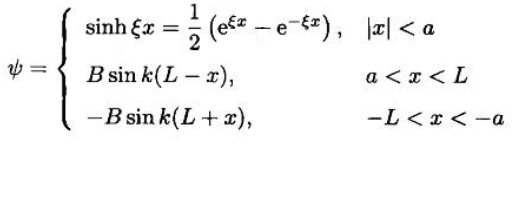 ψ = { sinh ξx = 1/2 (e^{ξx} − e^{−ξx}), |x| < a
B sin k(L − x), a < x < L
−B sin k(L + x), −L < x < −a